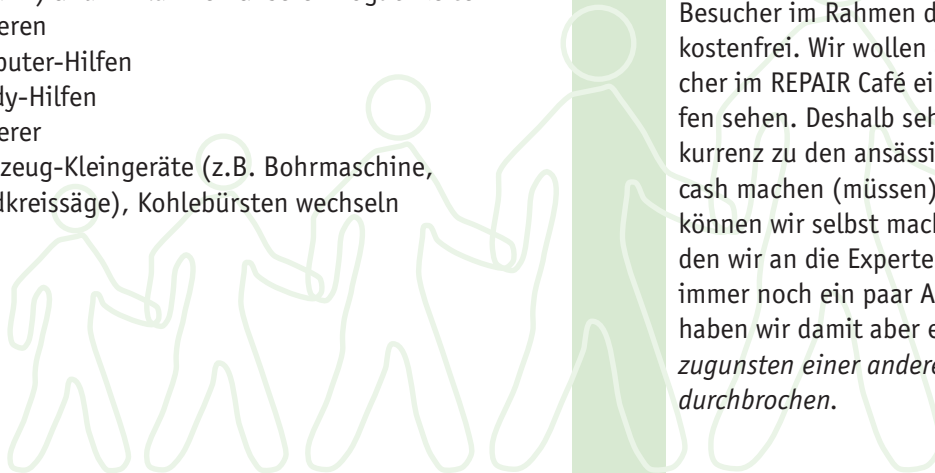 eren
puter-Hilfen
dy-Hilfen
erer
zeug-Kleingeräte (z.B. Bohrmaschine,
dkreissäge), Kohlebürsten wechseln
Besucher im Rahmen d
kostenfrei. Wir wollen
cher im REPAIR Café ei
fen sehen. Deshalb seh
kurrenz zu den ansässi
cash machen (müssen)
können wir selbst mac
den wir an die Experte
immer noch ein paar A
haben wir damit aber e
zugunsten einer andere
durchbrochen.